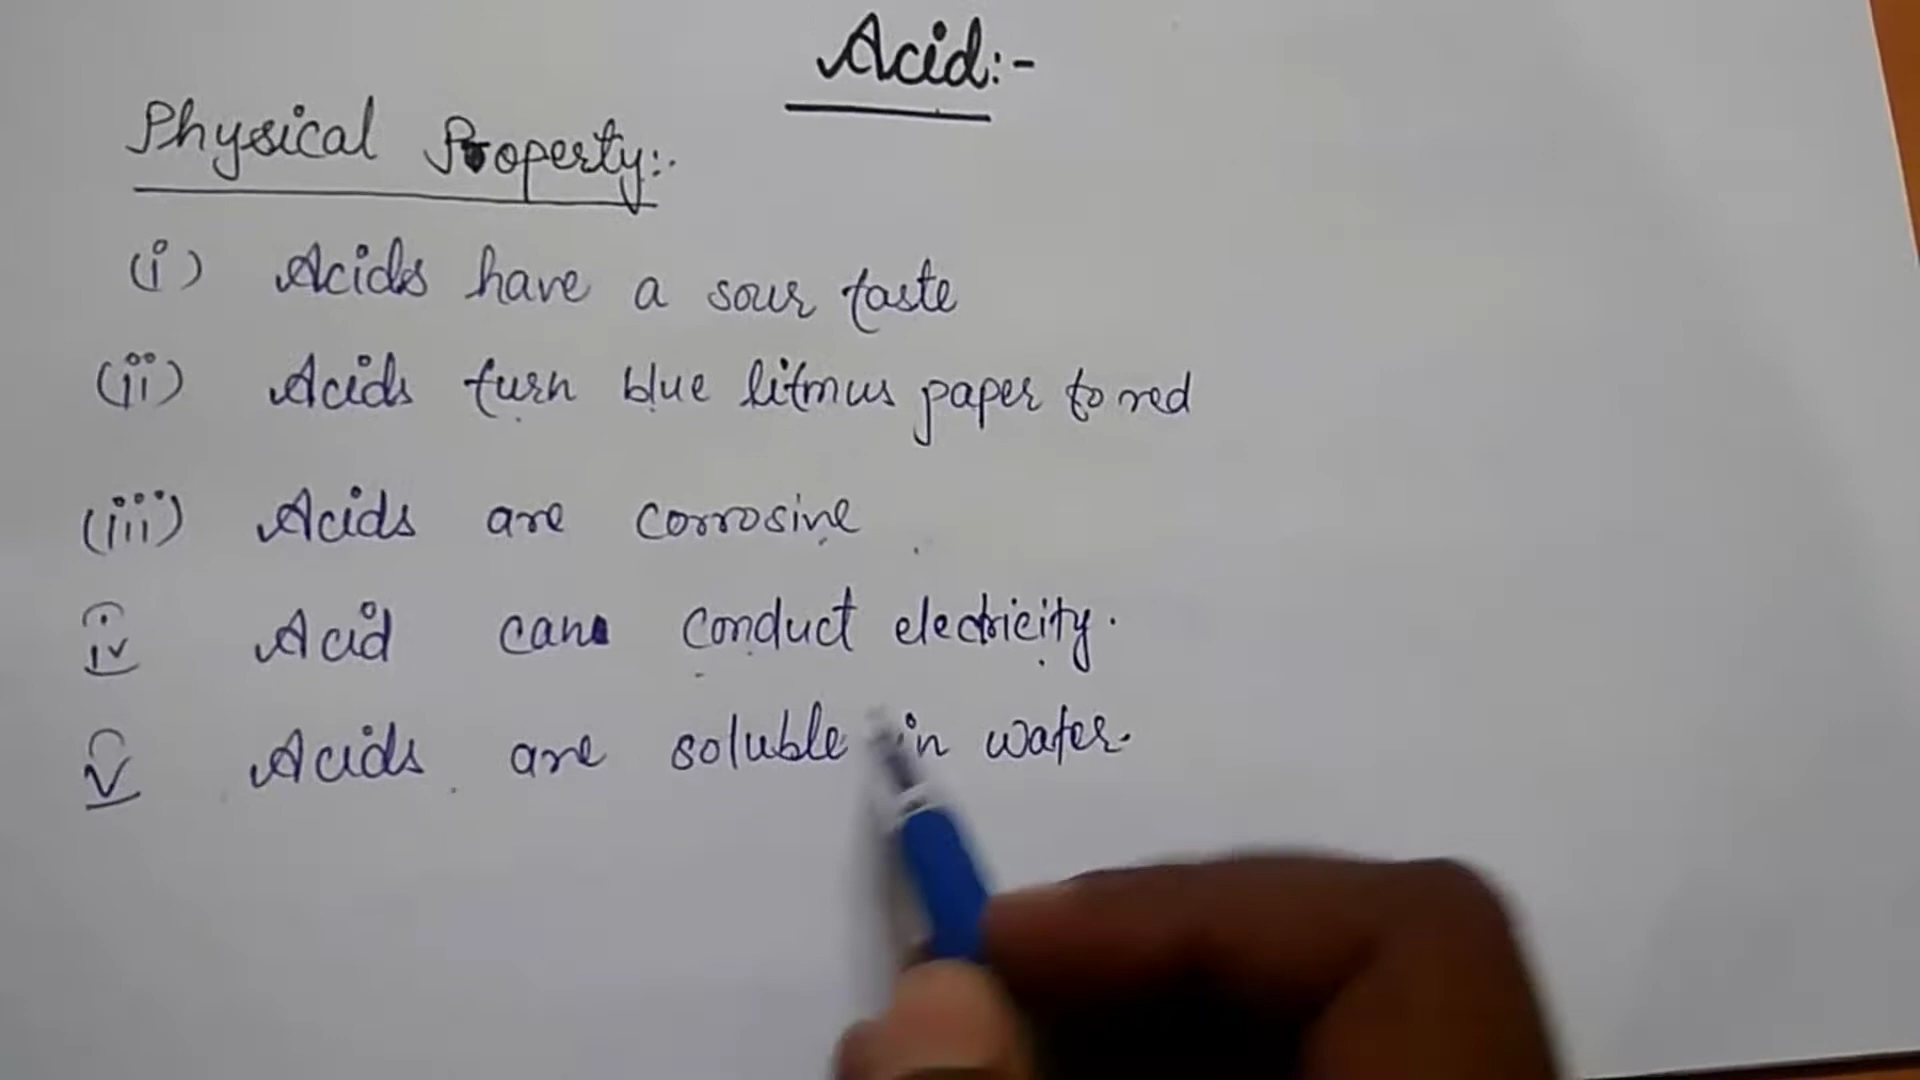 Acid:-
Physical Property:-
(i) Acids have a sour taste
(ii) Acids turn blue litmus paper to red
(iii) Acids are corrosive
iv Acid can conduct electricity.
v Acids are soluble in water.